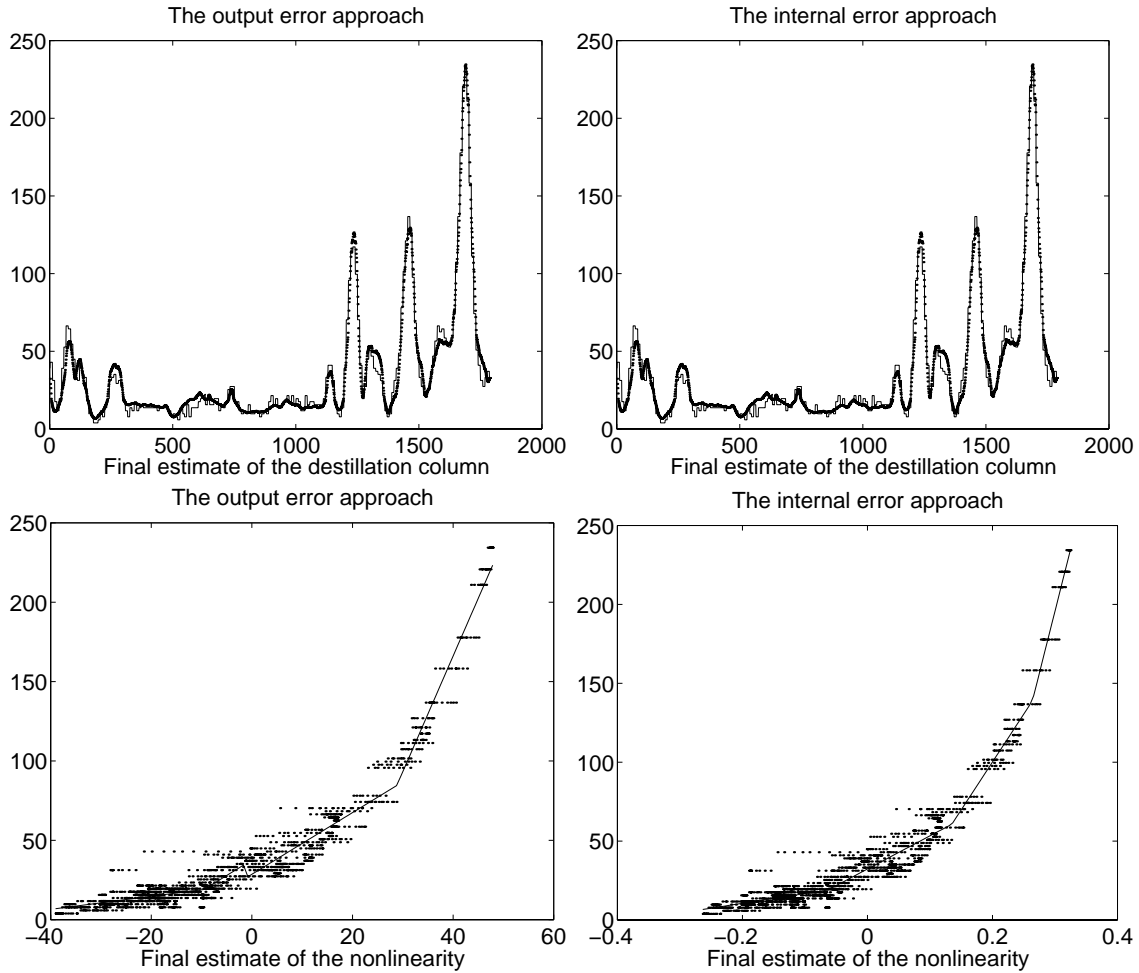 The output error approach
250
200
150
100
50
0
0 500 1000 1500 2000
Final estimate of the destillation column
The internal error approach
250
200
150
100
50
0
0 500 1000 1500 2000
Final estimate of the destillation column
The output error approach
250
200
150
100
50
0
−40 −20 0 20 40 60
Final estimate of the nonlinearity
The internal error approach
250
200
150
100
50
0
−0.4 −0.2 0 0.2 0.4
Final estimate of the nonlinearity